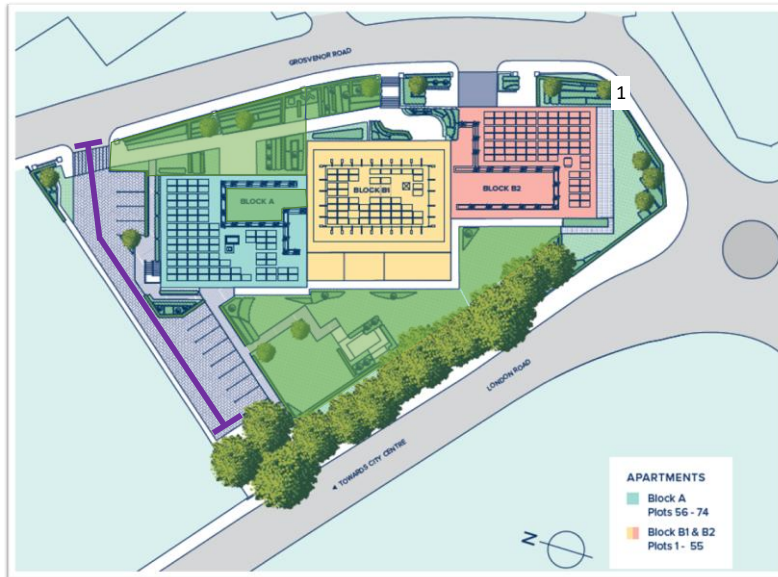 GROSVENOR ROAD
1
BLOCK A
BLOCK B1
BLOCK B2
LONDON ROAD
◄ TOWARDS CITY CENTRE
APARTMENTS
Block A
Plots 56 - 74
Block B1 & B2
Plots 1 - 55
N